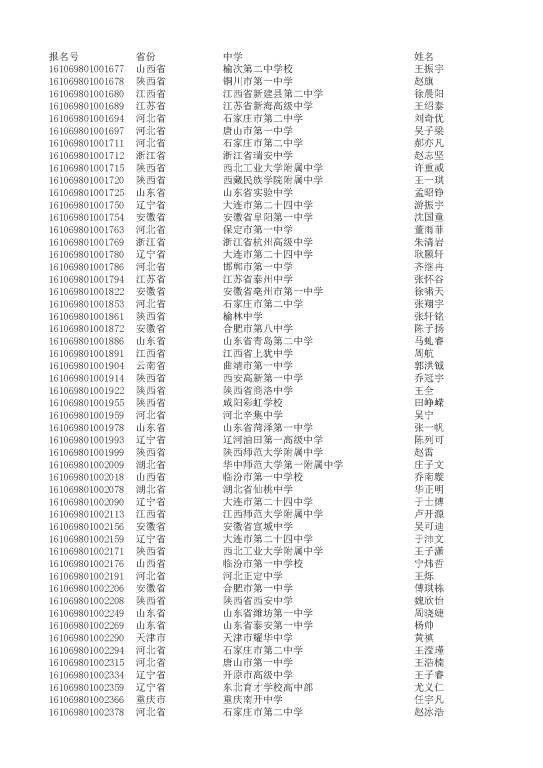 报名号 省份 中学 姓名
161069801001677 山西省 榆次第二中学校 王振宇
161069801001678 陕西省 铜川市第一中学 赵旗
161069801001680 江西省 江西省新建县第二中学 徐晨阳
161069801001689 江苏省 江苏省新海高级中学 王绍泰
161069801001694 河北省 石家庄市第二中学 刘奇优
161069801001697 河北省 唐山市第一中学 吴子梁
161069801001711 河北省 石家庄市第二中学 郝亦凡
161069801001712 浙江省 浙江省瑞安中学 赵志坚
161069801001715 陕西省 西北工业大学附属中学 许重威
161069801001720 陕西省 西藏民族学院附属中学 王一琪
161069801001725 山东省 山东省实验中学 孟昭铮
161069801001750 辽宁省 大连市第二十四中学 游振宇
161069801001754 安徽省 安徽省阜阳第一中学 沈国童
161069801001763 河北省 保定市第一中学 董雨菲
161069801001769 浙江省 浙江省杭州高级中学 朱清岩
161069801001780 辽宁省 大连市第二十四中学 耿颢轩
161069801001786 河北省 邯郸市第一中学 齐继冉
161069801001794 江苏省 江苏省泰州中学 张怀谷
161069801001822 安徽省 安徽省亳州市第一中学 徐啸天
161069801001853 河北省 石家庄市第二中学 张翔宇
161069801001861 陕西省 榆林中学 张轩铭
161069801001872 安徽省 合肥市第八中学 陈子扬
161069801001886 山东省 山东省青岛第二中学 马虬睿
161069801001891 江西省 江西省上犹中学 周航
161069801001904 云南省 曲靖市第一中学 郭洪钺
161069801001914 陕西省 西安高新第一中学 乔冠宇
161069801001922 陕西省 陕西省商洛中学 王全
161069801001955 陕西省 咸阳彩虹学校 田峥嵘
161069801001959 河北省 河北辛集中学 吴宁
161069801001978 山东省 山东省菏泽第一中学 张一帆
161069801001993 辽宁省 辽河油田第一高级中学 陈列可
161069801001999 陕西省 陕西师范大学附属中学 赵雷
161069801002009 湖北省 华中师范大学第一附属中学 庄子文
161069801002018 山西省 临汾市第一中学校 乔南樱
161069801002078 湖北省 湖北省仙桃中学 华正明
161069801002090 辽宁省 大连市第二十四中学 于士博
161069801002113 江西省 江西师范大学附属中学 卢开源
161069801002156 安徽省 安徽省宣城中学 吴可迪
161069801002159 辽宁省 大连市第二十四中学 于沛文
161069801002171 陕西省 西北工业大学附属中学 王子潇
161069801002176 山西省 临汾市第一中学校 宁炜哲
161069801002191 河北省 河北正定中学 王烁
161069801002206 安徽省 合肥市第一中学 傅琪栋
161069801002208 陕西省 陕西省西安中学 魏欣怡
161069801002249 山东省 山东省潍坊第一中学 周晓婕
161069801002269 山东省 山东省泰安第一中学 杨帅
161069801002290 天津市 天津市耀华中学 黄禛
161069801002294 河北省 石家庄市第二中学 王滢瑾
161069801002315 河北省 唐山市第一中学 王浩楠
161069801002334 辽宁省 开原市高级中学 王子睿
161069801002359 辽宁省 东北育才学校高中部 尤义仁
161069801002366 重庆市 重庆南开中学 任宇凡
161069801002378 河北省 石家庄市第二中学 赵冰浩